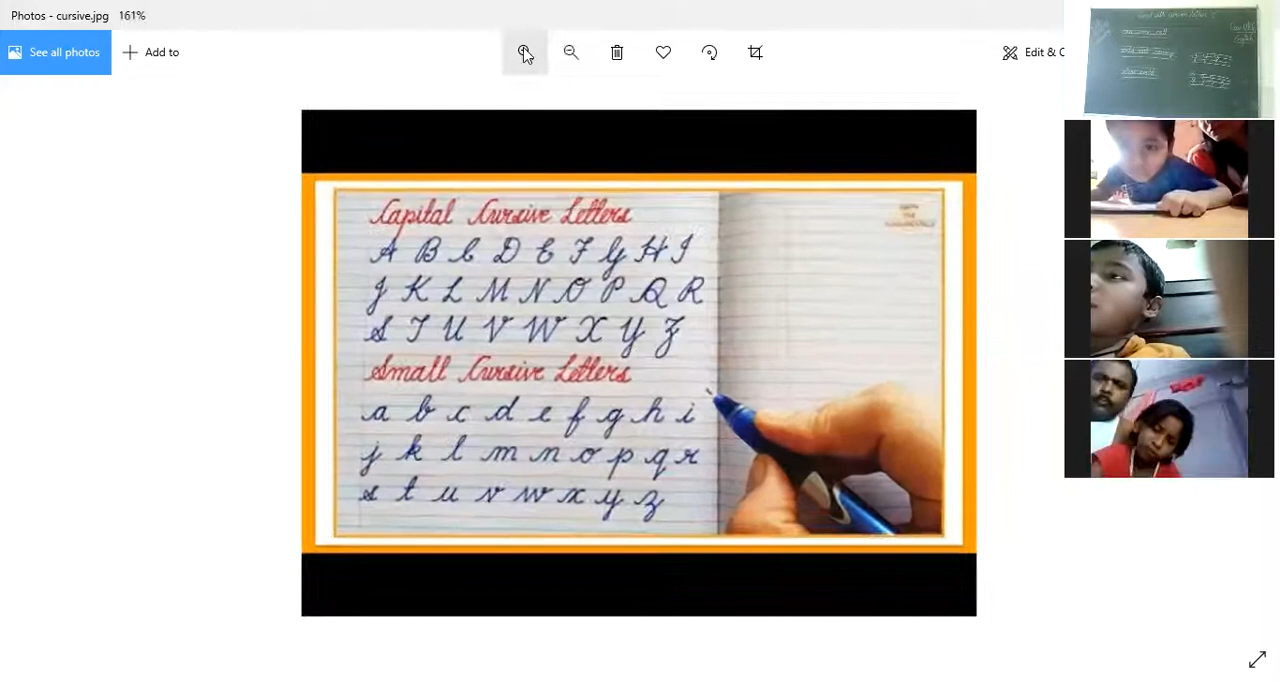 Photos - cursive.jpg 161%
See all photos
Add to
Edit & C
Capital Cursive Letters
A B C D E F G H I
J K L M N O P Q R
S T U V W X Y Z
Small Cursive Letters
a b c d e f g h i
j k l m n o p q r
s t u v w x y z